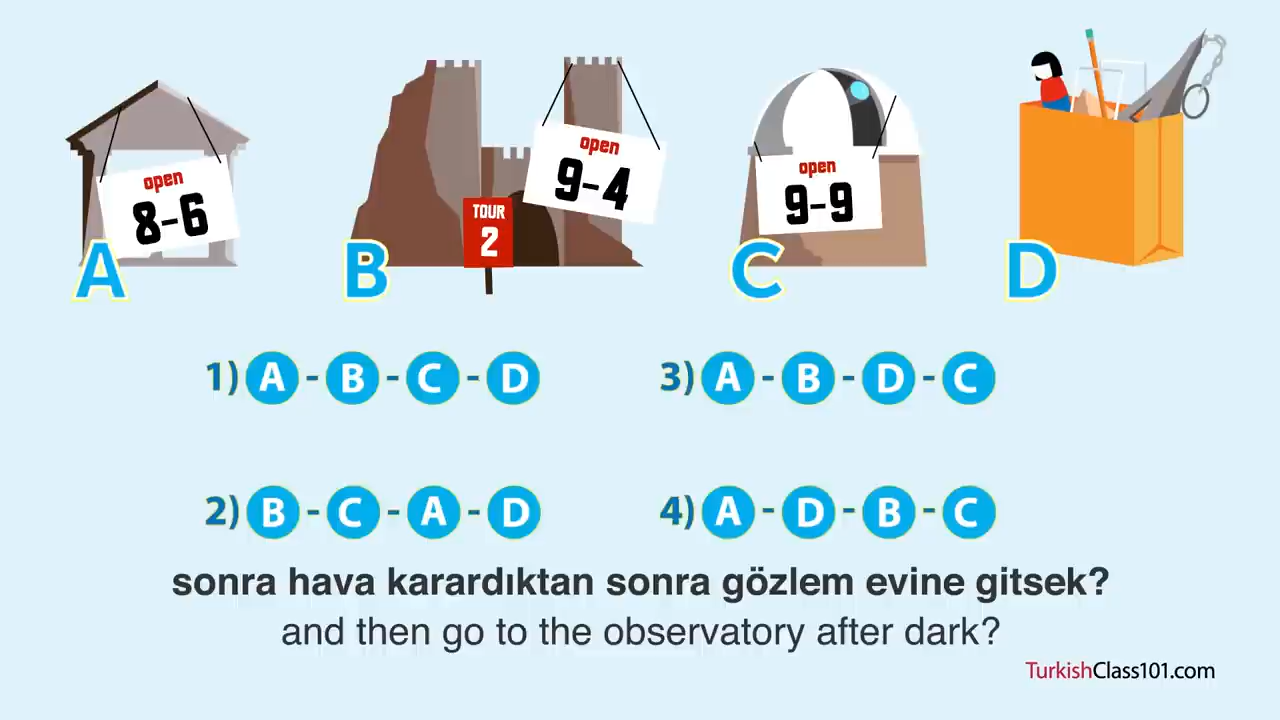 open
8-6
A
TOUR
2
open
9-4
B
open
9-9
C
D
1) A - B - C - D
3) A - B - D - C
2) B - C - A - D
4) A - D - B - C
sonra hava karardıktan sonra gözlem evine gitsek?
and then go to the observatory after dark?
TurkishClass101.com